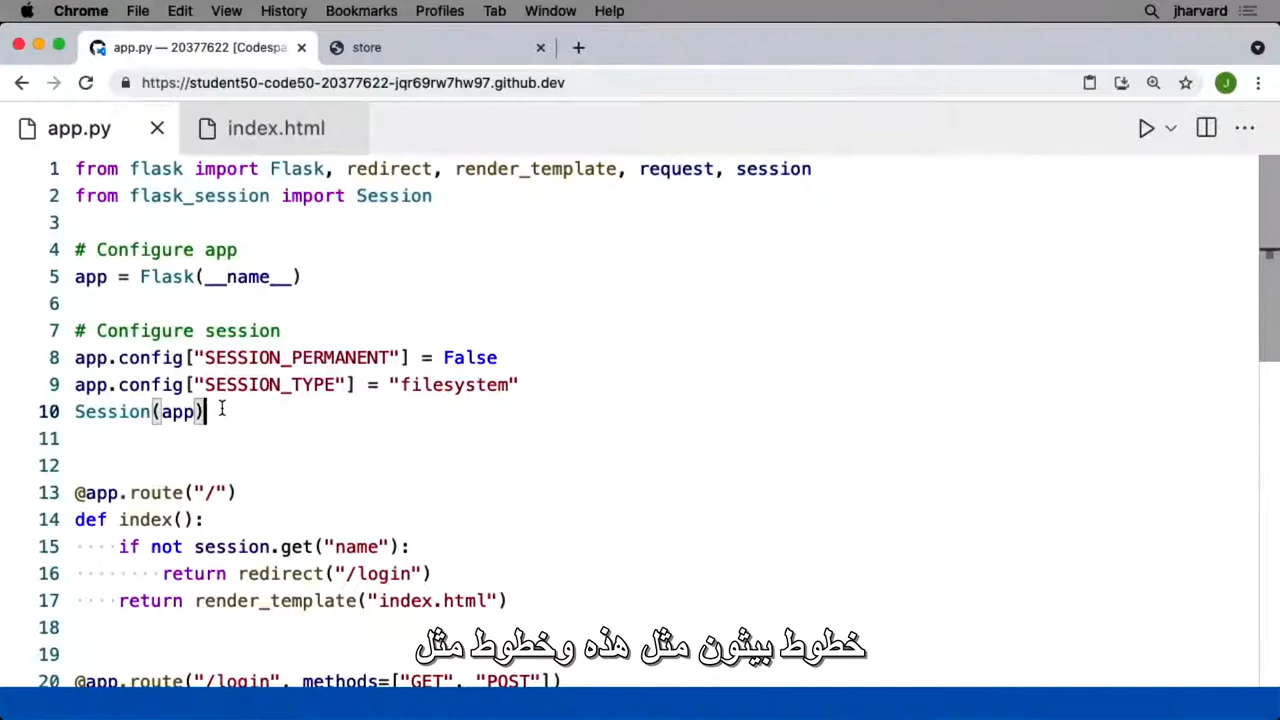 Chrome File Edit View History Bookmarks Profiles Tab Window Help jharvard
app.py — 20377622 [Codespa store
https://student50-code50-20377622-jqr69rw7hw97.github.dev J
app.py index.html
1 from flask import Flask, redirect, render_template, request, session
2 from flask_session import Session
3
4 # Configure app
5 app = Flask(__name__)
6
7 # Configure session
8 app.config["SESSION_PERMANENT"] = False
9 app.config["SESSION_TYPE"] = "filesystem"
10 Session(app)
11
12
13 @app.route("/")
14 def index():
15 if not session.get("name"):
16 return redirect("/login")
17 return render_template("index.html")
18
19
خطوط بيثون مثل هذه وخطوط مثل
20 @app.route("/login", methods=["GET", "POST"])